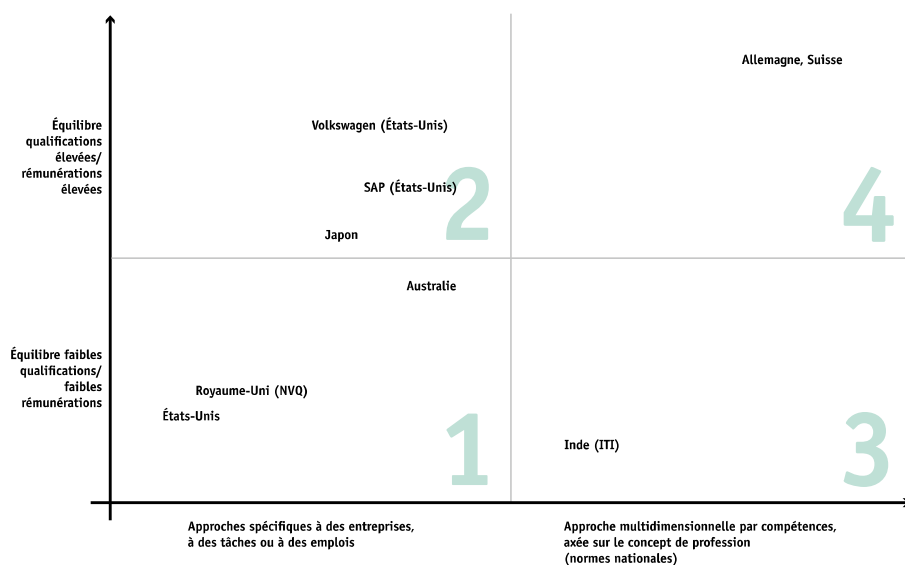 Allemagne, Suisse
Équilibre
qualifications
élevées/
rémunérations
élevées
Volkswagen (États-Unis)
SAP (États-Unis)
2
4
Japon
Australie
Équilibre faibles
qualifications/
faibles
rémunérations
Royaume-Uni (NVQ)
États-Unis
1
Inde (ITI)
3
Approches spécifiques à des entreprises,
à des tâches ou à des emplois
Approche multidimensionnelle par compétences,
axée sur le concept de profession
(normes nationales)